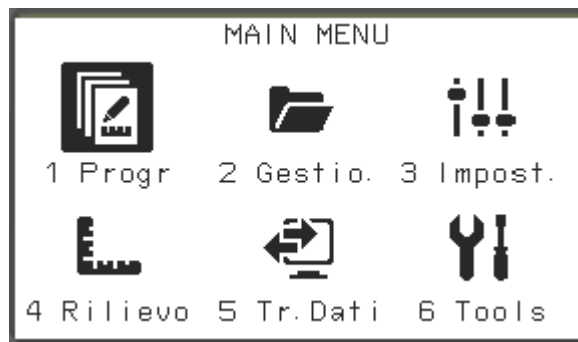 MAIN MENU
1 Progr 2 Gestio. 3 Impost.
4 Rilievo 5 Tr.Dati 6 Tools